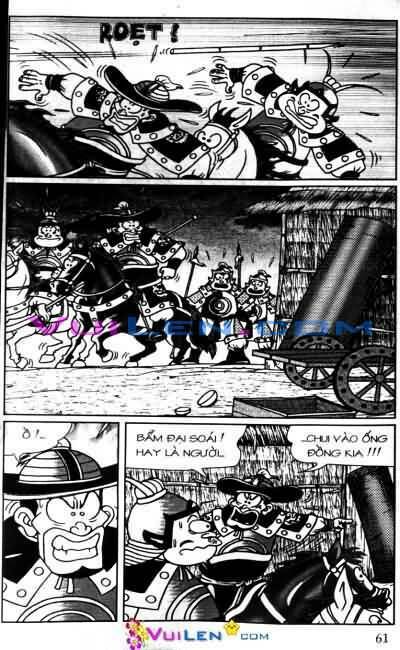 ROẸT !
VUILEN.COM
Ờ !..
BẨM ĐẠI SOÁI !
HAY LÀ NGƯỜI..
...CHUI VÀO ỐNG
ĐỒNG KIA !!!
61
VUILEN.COM